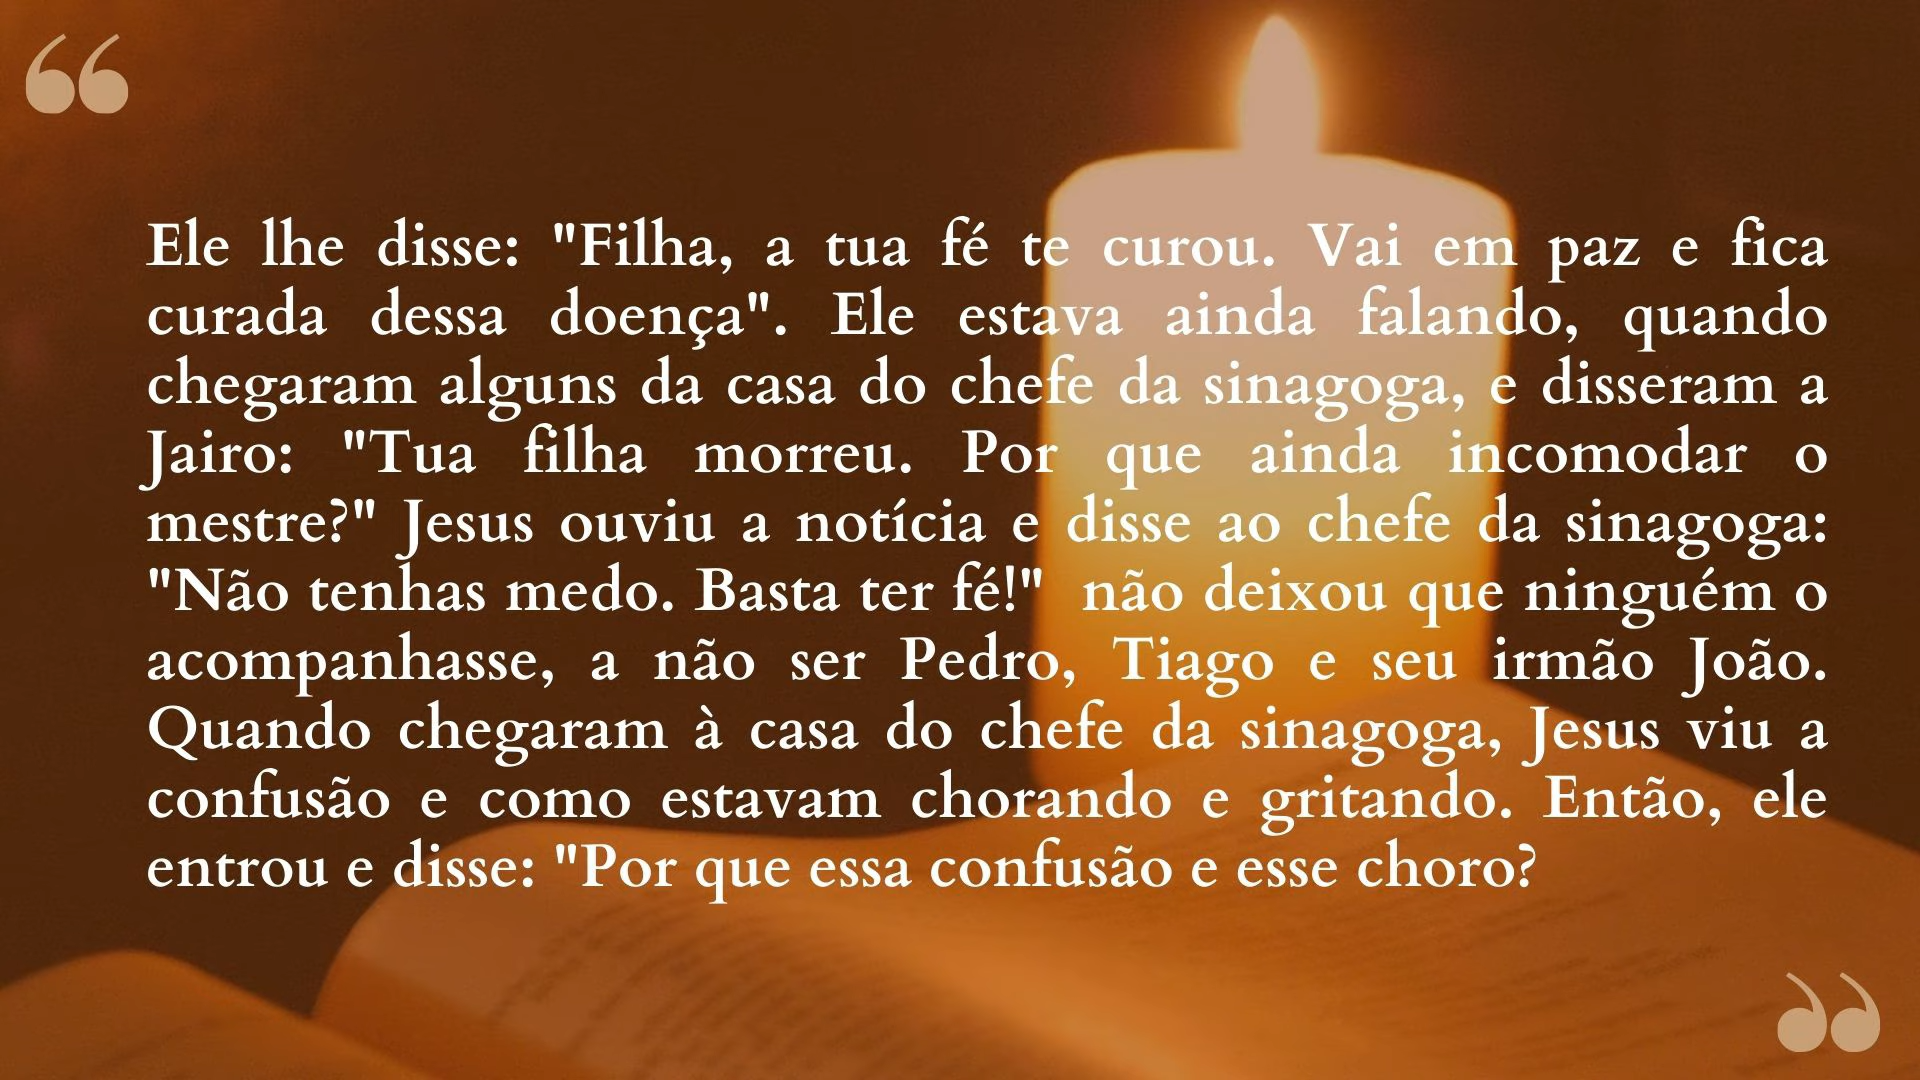 Ele lhe disse: "Filha, a tua fé te curou. Vai em paz e fica
curada dessa doença". Ele estava ainda falando, quando
chegaram alguns da casa do chefe da sinagoga, e disseram a
Jairo: "Tua filha morreu. Por que ainda incomodar o
mestre?" Jesus ouviu a notícia e disse ao chefe da sinagoga:
"Não tenhas medo. Basta ter fé!"  não deixou que ninguém o
acompanhasse, a não ser Pedro, Tiago e seu irmão João.
Quando chegaram à casa do chefe da sinagoga, Jesus viu a
confusão e como estavam chorando e gritando. Então, ele
entrou e disse: "Por que essa confusão e esse choro?